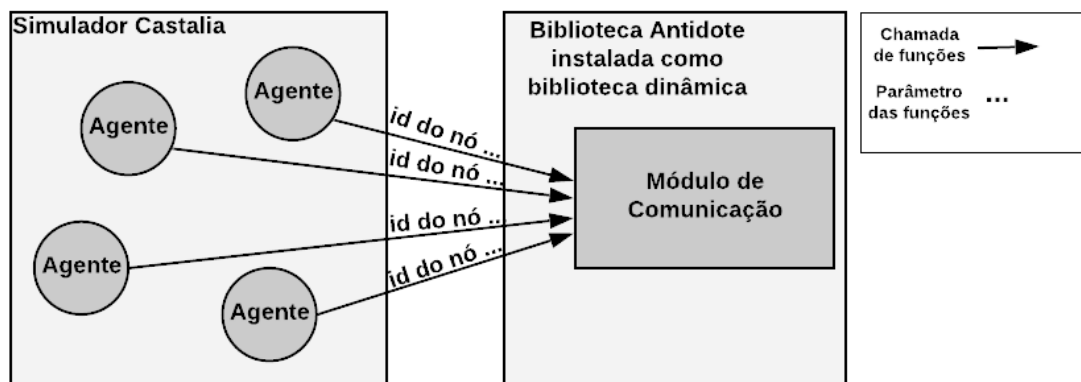 Simulador Castalia
Agente
Agente
Agente
Agente
id do nó ...
id do nó ...
id do nó ...
id do nó ...
Biblioteca Antidote
instalada como
biblioteca dinâmica
Módulo de
Comunicação
Chamada
de funções
Parâmetro
das funções
...